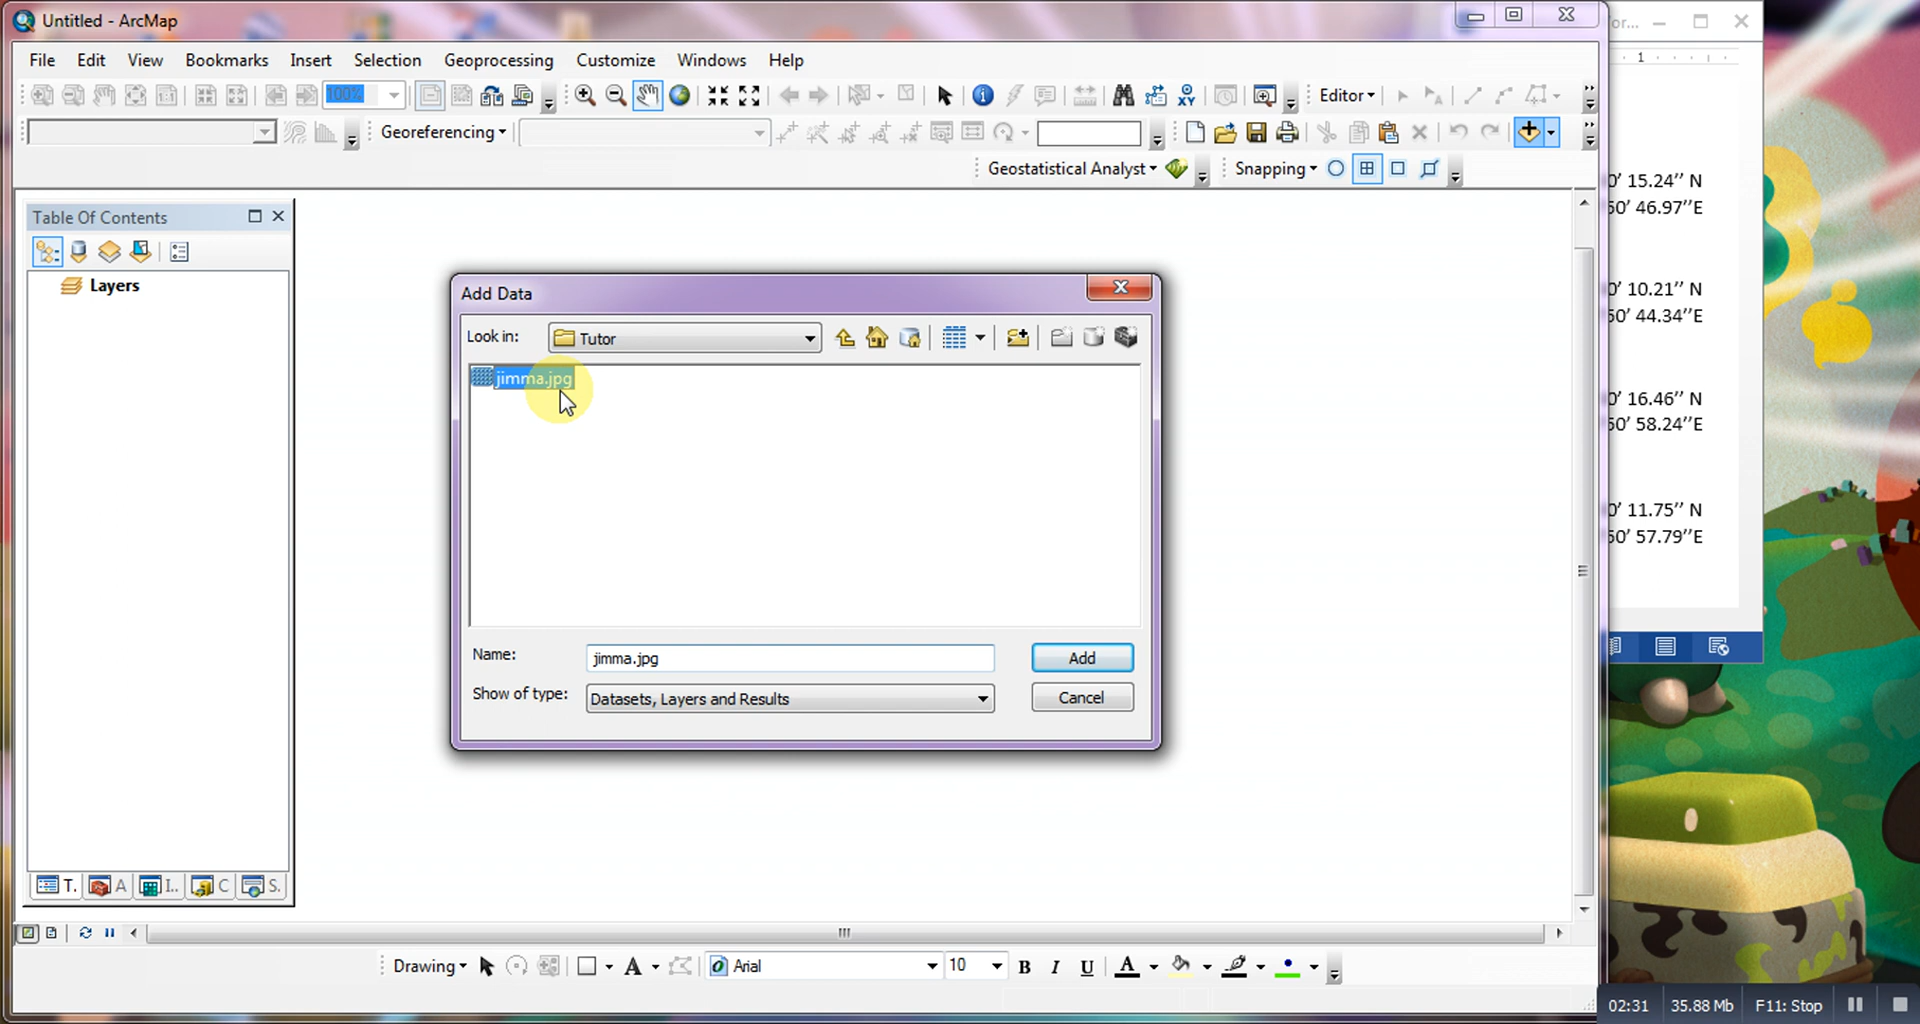 Untitled - ArcMap
or...
File Edit View Bookmarks Insert Selection Geoprocessing Customize Windows Help
1
100%
Editor
Georeferencing
Geostatistical Analyst
Snapping
Table Of Contents
Layers
Add Data
Look in:
Tutor
jimma.jpg
Name:
jimma.jpg
Add
Show of type:
Datasets, Layers and Results
Cancel
0' 15.24'' N
50' 46.97''E
0' 10.21'' N
50' 44.34''E
0' 16.46'' N
50' 58.24''E
0' 11.75'' N
50' 57.79''E
T. A I.. C S.
Drawing
Arial
10
B I U A
02:31 35.88 Mb F11: Stop